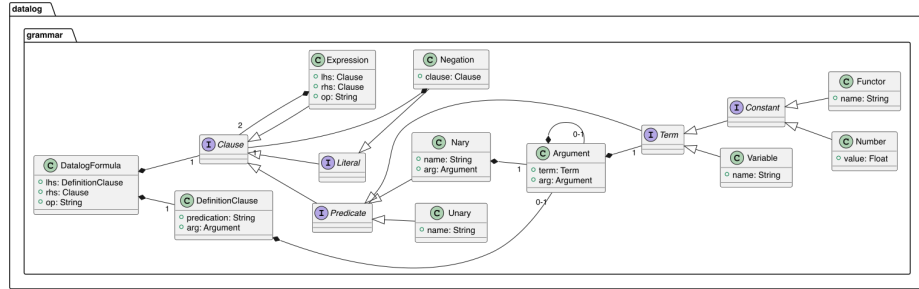 datalog
grammar
C Expression
lhs: Clause
rhs: Clause
op: String
C Negation
clause: Clause
C Functor
name: String
I Constant
2
0-1
I Clause
1
1
I Literal
C Nary
name: String
arg: Argument
C Argument
term: Term
arg: Argument
I Term
C Number
value: Float
C DatalogFormula
lhs: DefinitionClause
rhs: Clause
op: String
1
1
C Variable
name: String
C DefinitionClause
predication: String
arg: Argument
1
I Predicate
C Unary
name: String
0-1